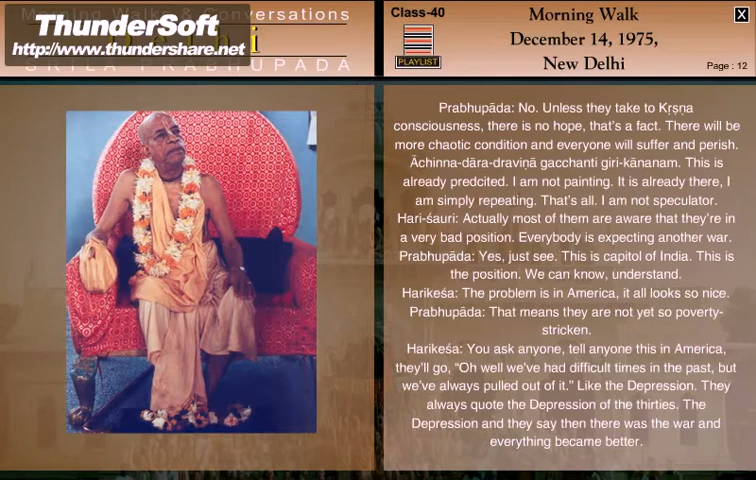 Morning Walks & Conversations
ThunderSoft
http://www.thundershare.net
SRILA PRABHUPADA
Class-40
PLAYLIST
Morning Walk
December 14, 1975,
New Delhi
X
Page : 12
Prabhupāda: No. Unless they take to Kṛṣṇa
consciousness, there is no hope, that's a fact. There will be
more chaotic condition and everyone will suffer and perish.
Āchinna-dāra-draviṇā gacchanti giri-kānanam. This is
already predcited. I am not painting. It is already there, I
am simply repeating. That's all. I am not speculator.
Hari-śauri: Actually most of them are aware that they're in
a very bad position. Everybody is expecting another war.
Prabhupāda: Yes, just see. This is capitol of India. This is
the position. We can know, understand.
Harikeśa: The problem is in America, it all looks so nice.
Prabhupāda: That means they are not yet so poverty-
stricken.
Harikeśa: You ask anyone, tell anyone this in America,
they'll go, “Oh well we've had difficult times in the past, but
we've always pulled out of it.” Like the Depression. They
always quote the Depression of the thirties. The
Depression and they say then there was the war and
everything became better.